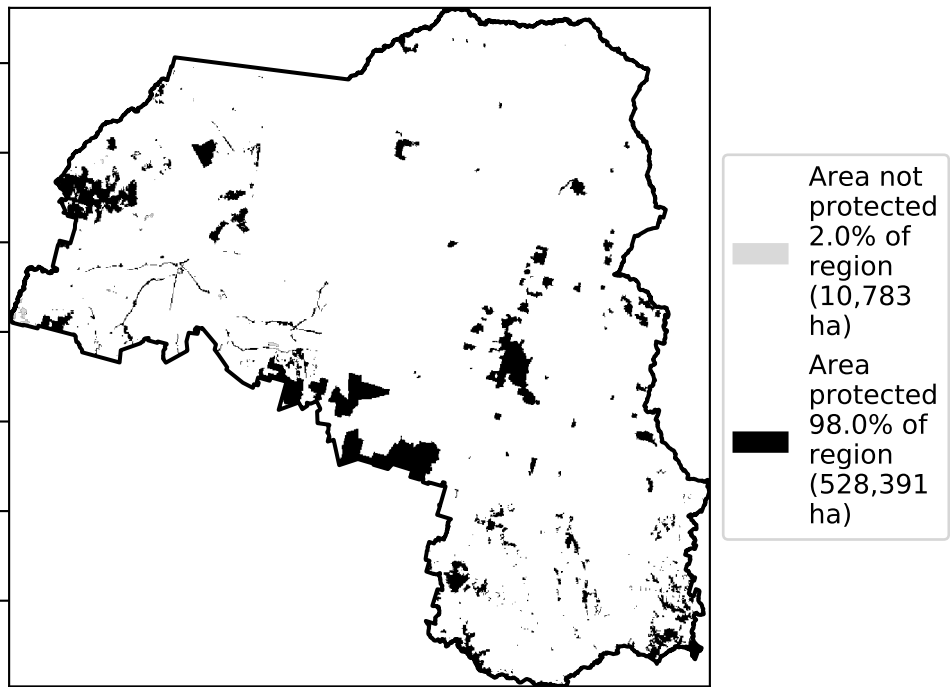 Area not
protected
2.0% of
region
(10,783
ha)
Area
protected
98.0% of
region
(528,391
ha)